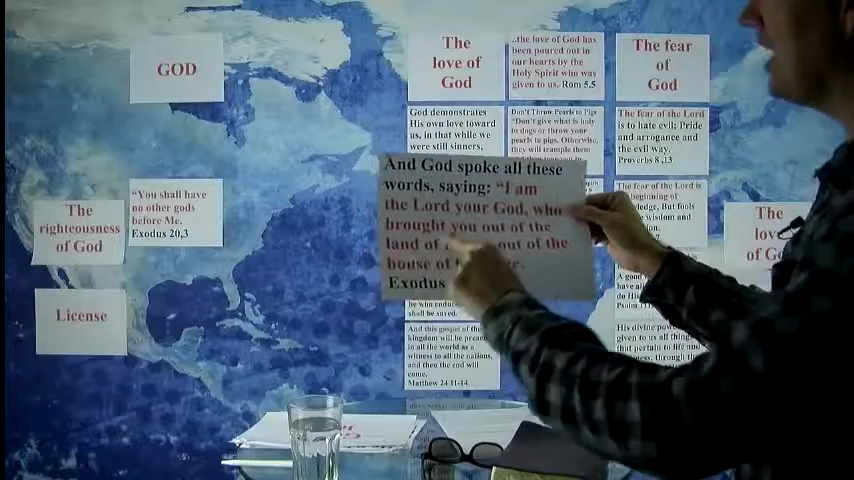 GOD
The
righteousness
of God
License
"You shall have
no other gods
before Me.
Exodus 20,3
The
love of
God
..the love of God has
been poured out in
our hearts by the
Holy Spirit who was
given to us. Rom 5,5
The fear
of
God
God demonstrates
His own love toward
us, in that while we
were still sinners,
Don't Throw Pearls to Pigs
"Don't give what is holy
to dogs or throw your
pearls to pigs. Otherwise,
they will trample them
The fear of the Lord
is to hate evil; Pride
and arrogance and
the evil way.
Proverbs 8,13
And God spoke all these
words, saying: "I am
the Lord your God, who
brought you out of the
land of out of the
house of
Exodus
The fear of the Lord is
beginning of
But fools
wisdom and
The
of G
A good
have all
do His
shall be saved.
And this gospel of the
kingdom will be preach
in all the world as a
witness to all the nations,
and then the end will
come.
Matthew 24 11-14
His divine power
given to us all thing
that pertain to life and
through the